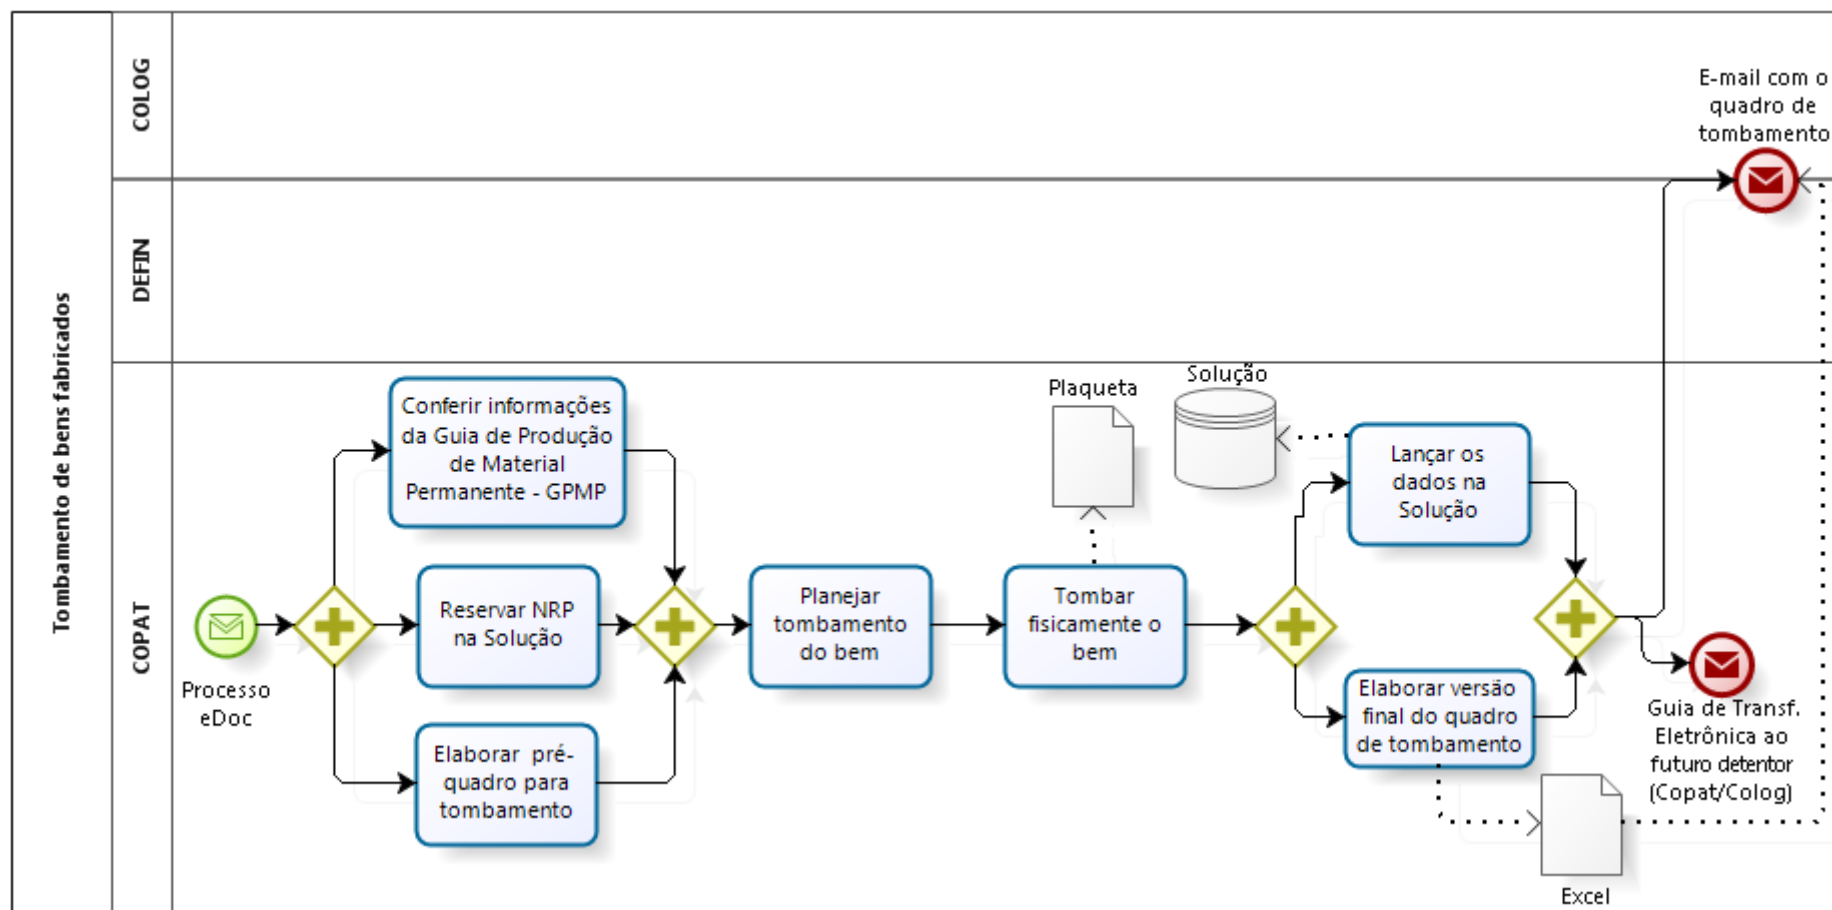 Tombamento de bens fabricados
COLOG
DEFIN
COPAT
E-mail com o
quadro de
tombamento
Processo
eDoc
Conferir informações
da Guia de Produção
de Material
Permanente - GPMP
Reservar NRP
na Solução
Elaborar  pré-
quadro para
tombamento
Planejar
tombamento
do bem
Plaqueta
Tombar
fisicamente o
bem
Solução
Lançar os
dados na
Solução
Elaborar versão
final do quadro
de tombamento
Guia de Transf.
Eletrônica ao
futuro detentor
(Copat/Colog)
Excel